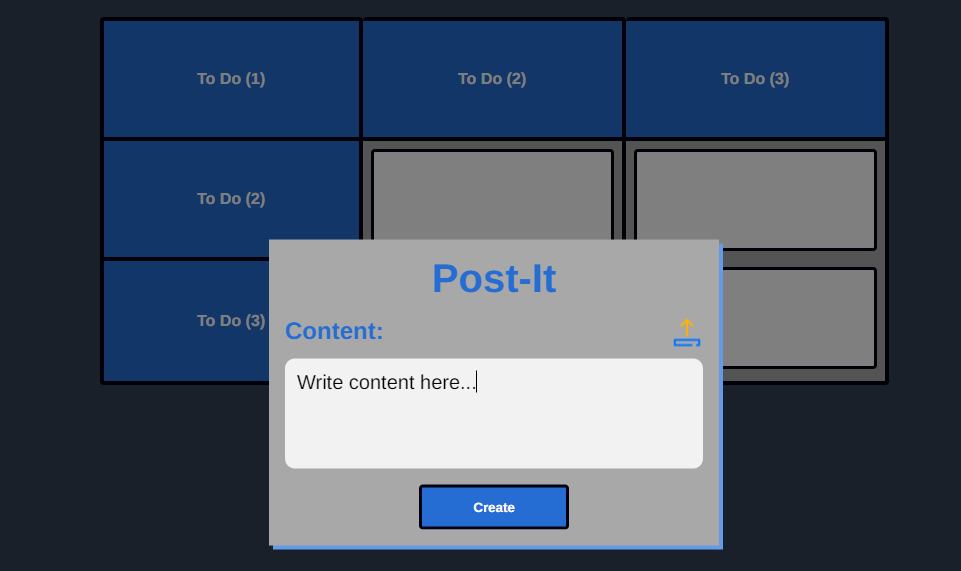 To Do (1) To Do (2) To Do (3)
To Do (2)
To Do (3)
Post-It
Content:
Write content here...
Create